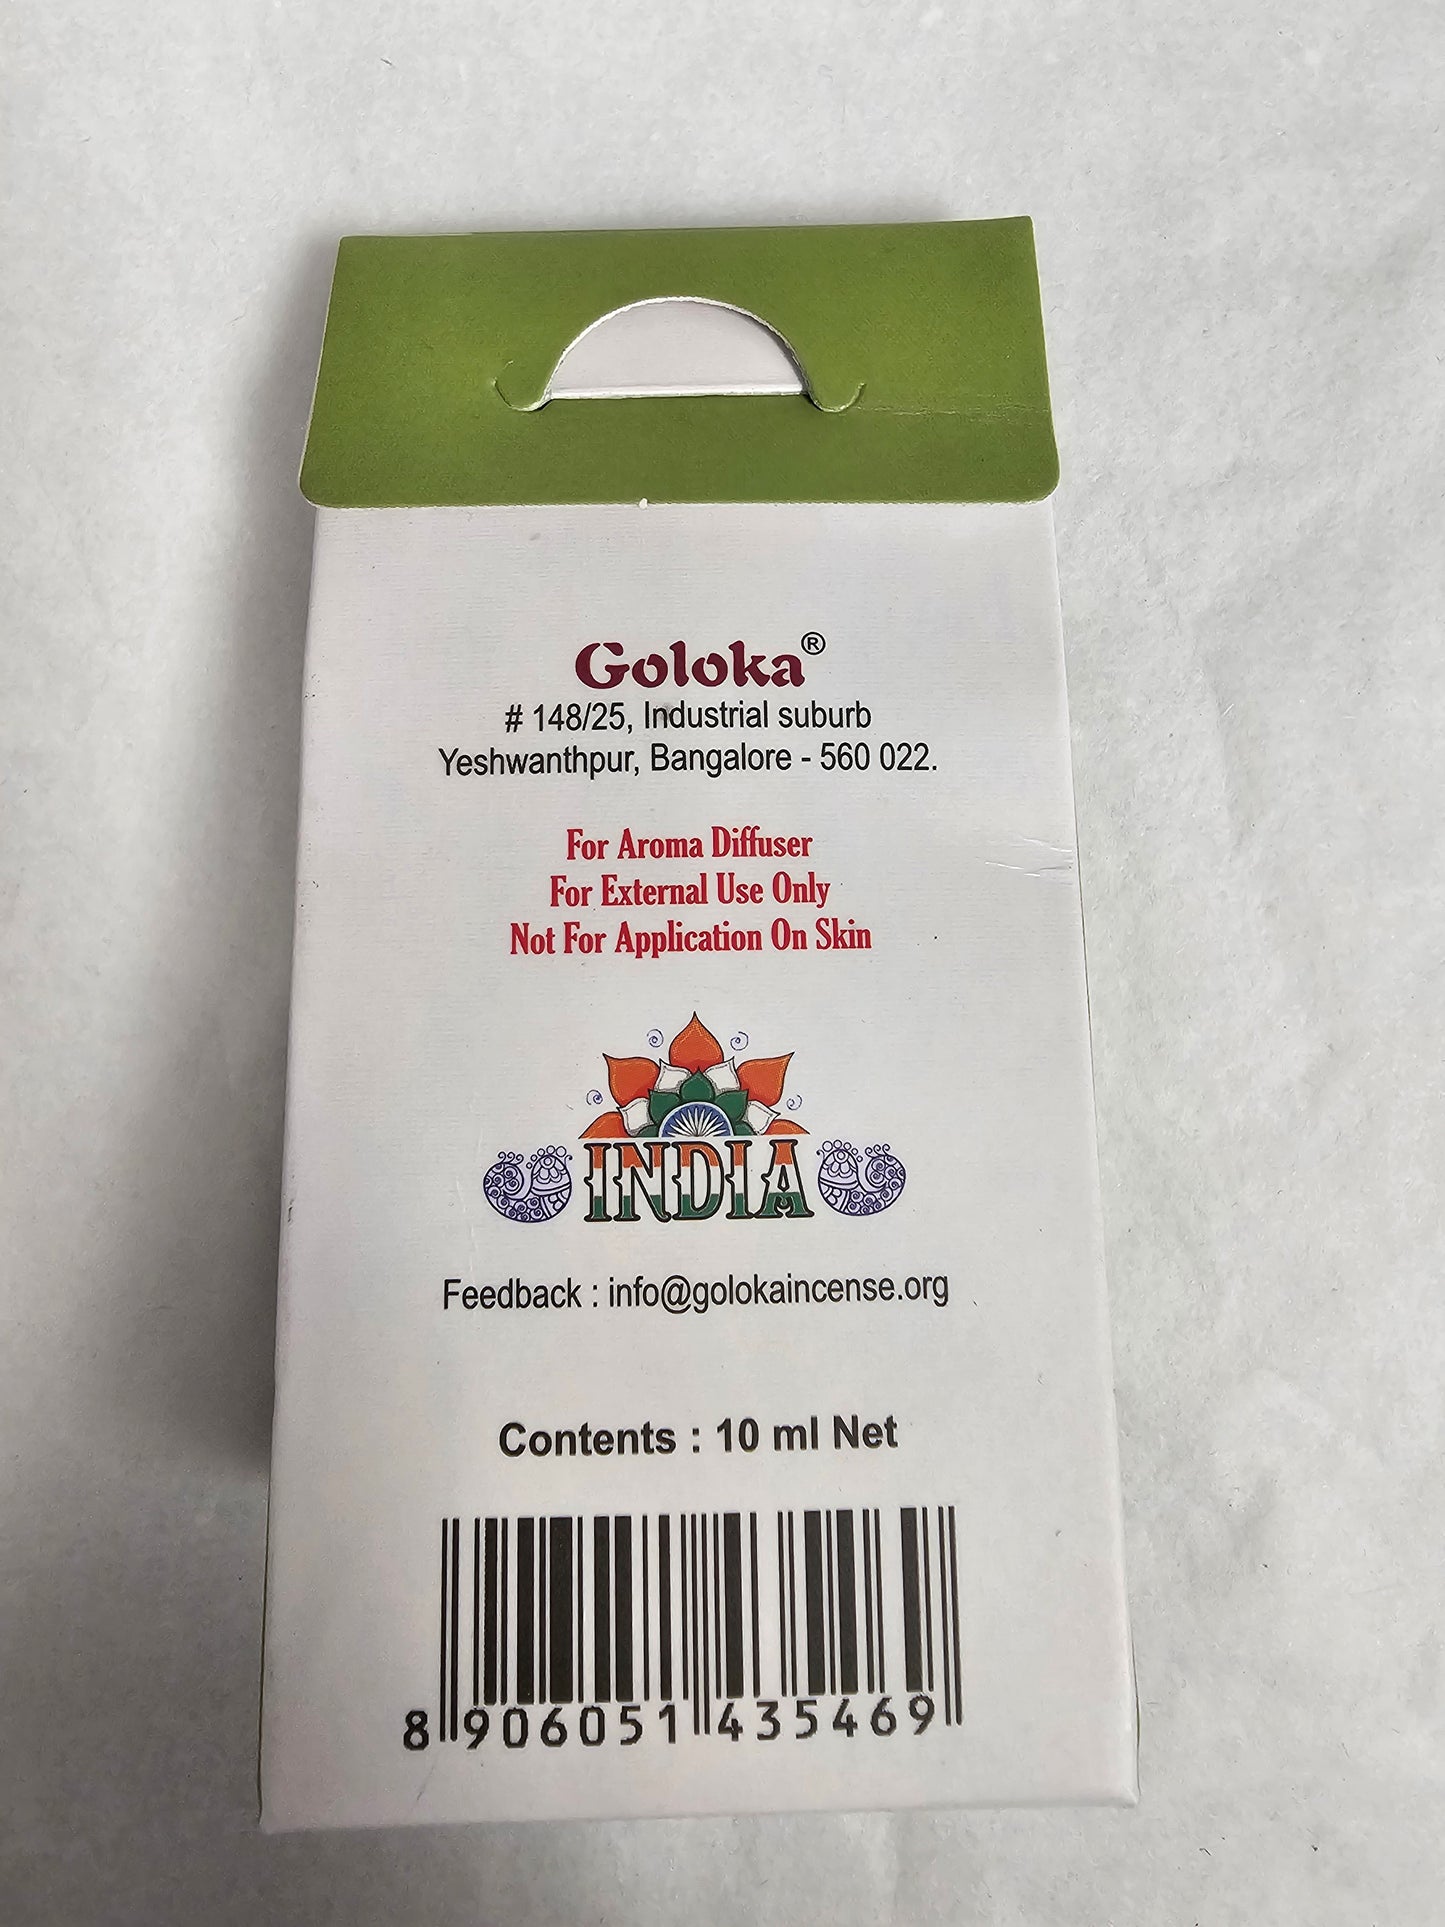 Goloka®
# 148/25, Industrial suburb
Yeshwanthpur, Bangalore - 560 022.
For Aroma Diffuser
For External Use Only
Not For Application On Skin
INDIA
Feedback : info@golokaincense.org
Contents : 10 ml Net
8 906051 435469